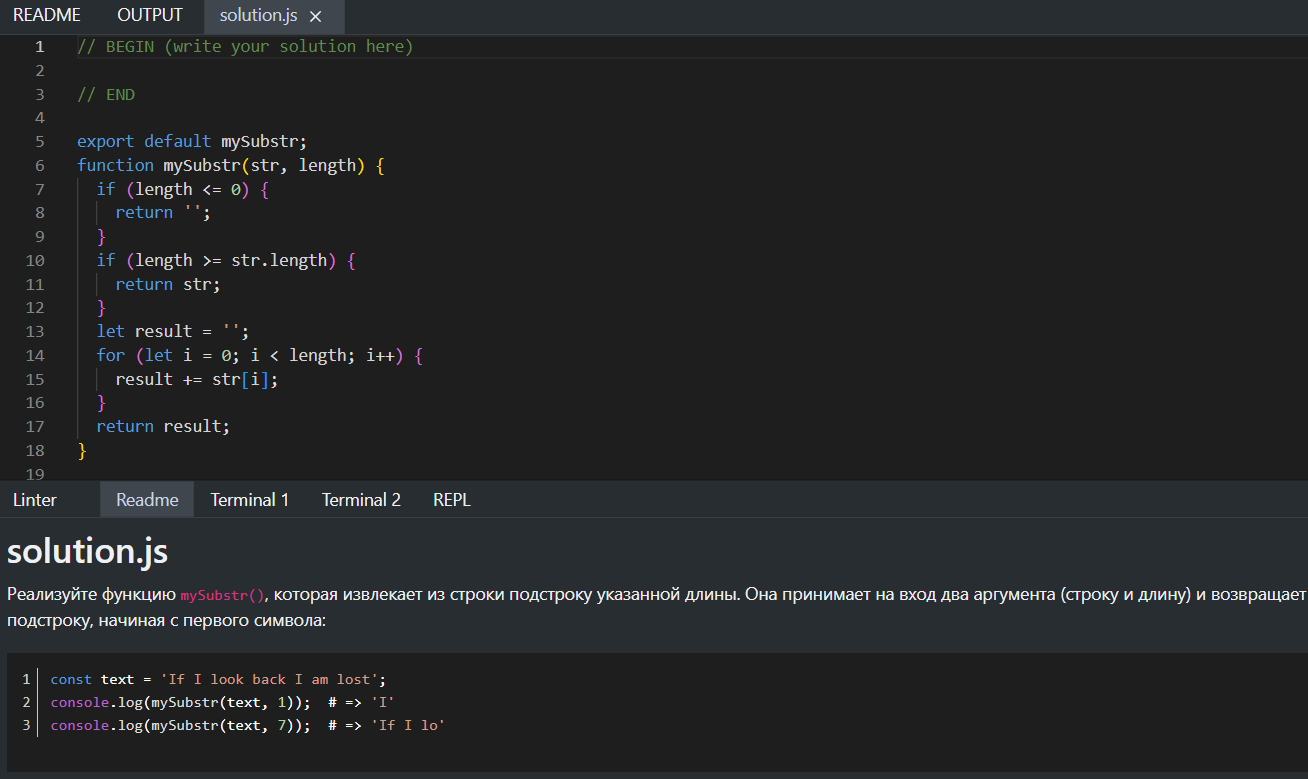 README OUTPUT solution.js ×
1 // BEGIN (write your solution here)
2
3 // END
4
5 export default mySubstr;
6 function mySubstr(str, length) {
7   if (length <= 0) {
8     return '';
9   }
10   if (length >= str.length) {
11     return str;
12   }
13   let result = '';
14   for (let i = 0; i < length; i++) {
15     result += str[i];
16   }
17   return result;
18 }
19
Linter Readme Terminal 1 Terminal 2 REPL
solution.js
Реализуйте функцию mySubstr(), которая извлекает из строки подстроку указанной длины. Она принимает на вход два аргумента (строку и длину) и возвращает
подстроку, начиная с первого символа:
1 const text = 'If I look back I am lost';
2 console.log(mySubstr(text, 1));  # => 'I'
3 console.log(mySubstr(text, 7));  # => 'If I lo'